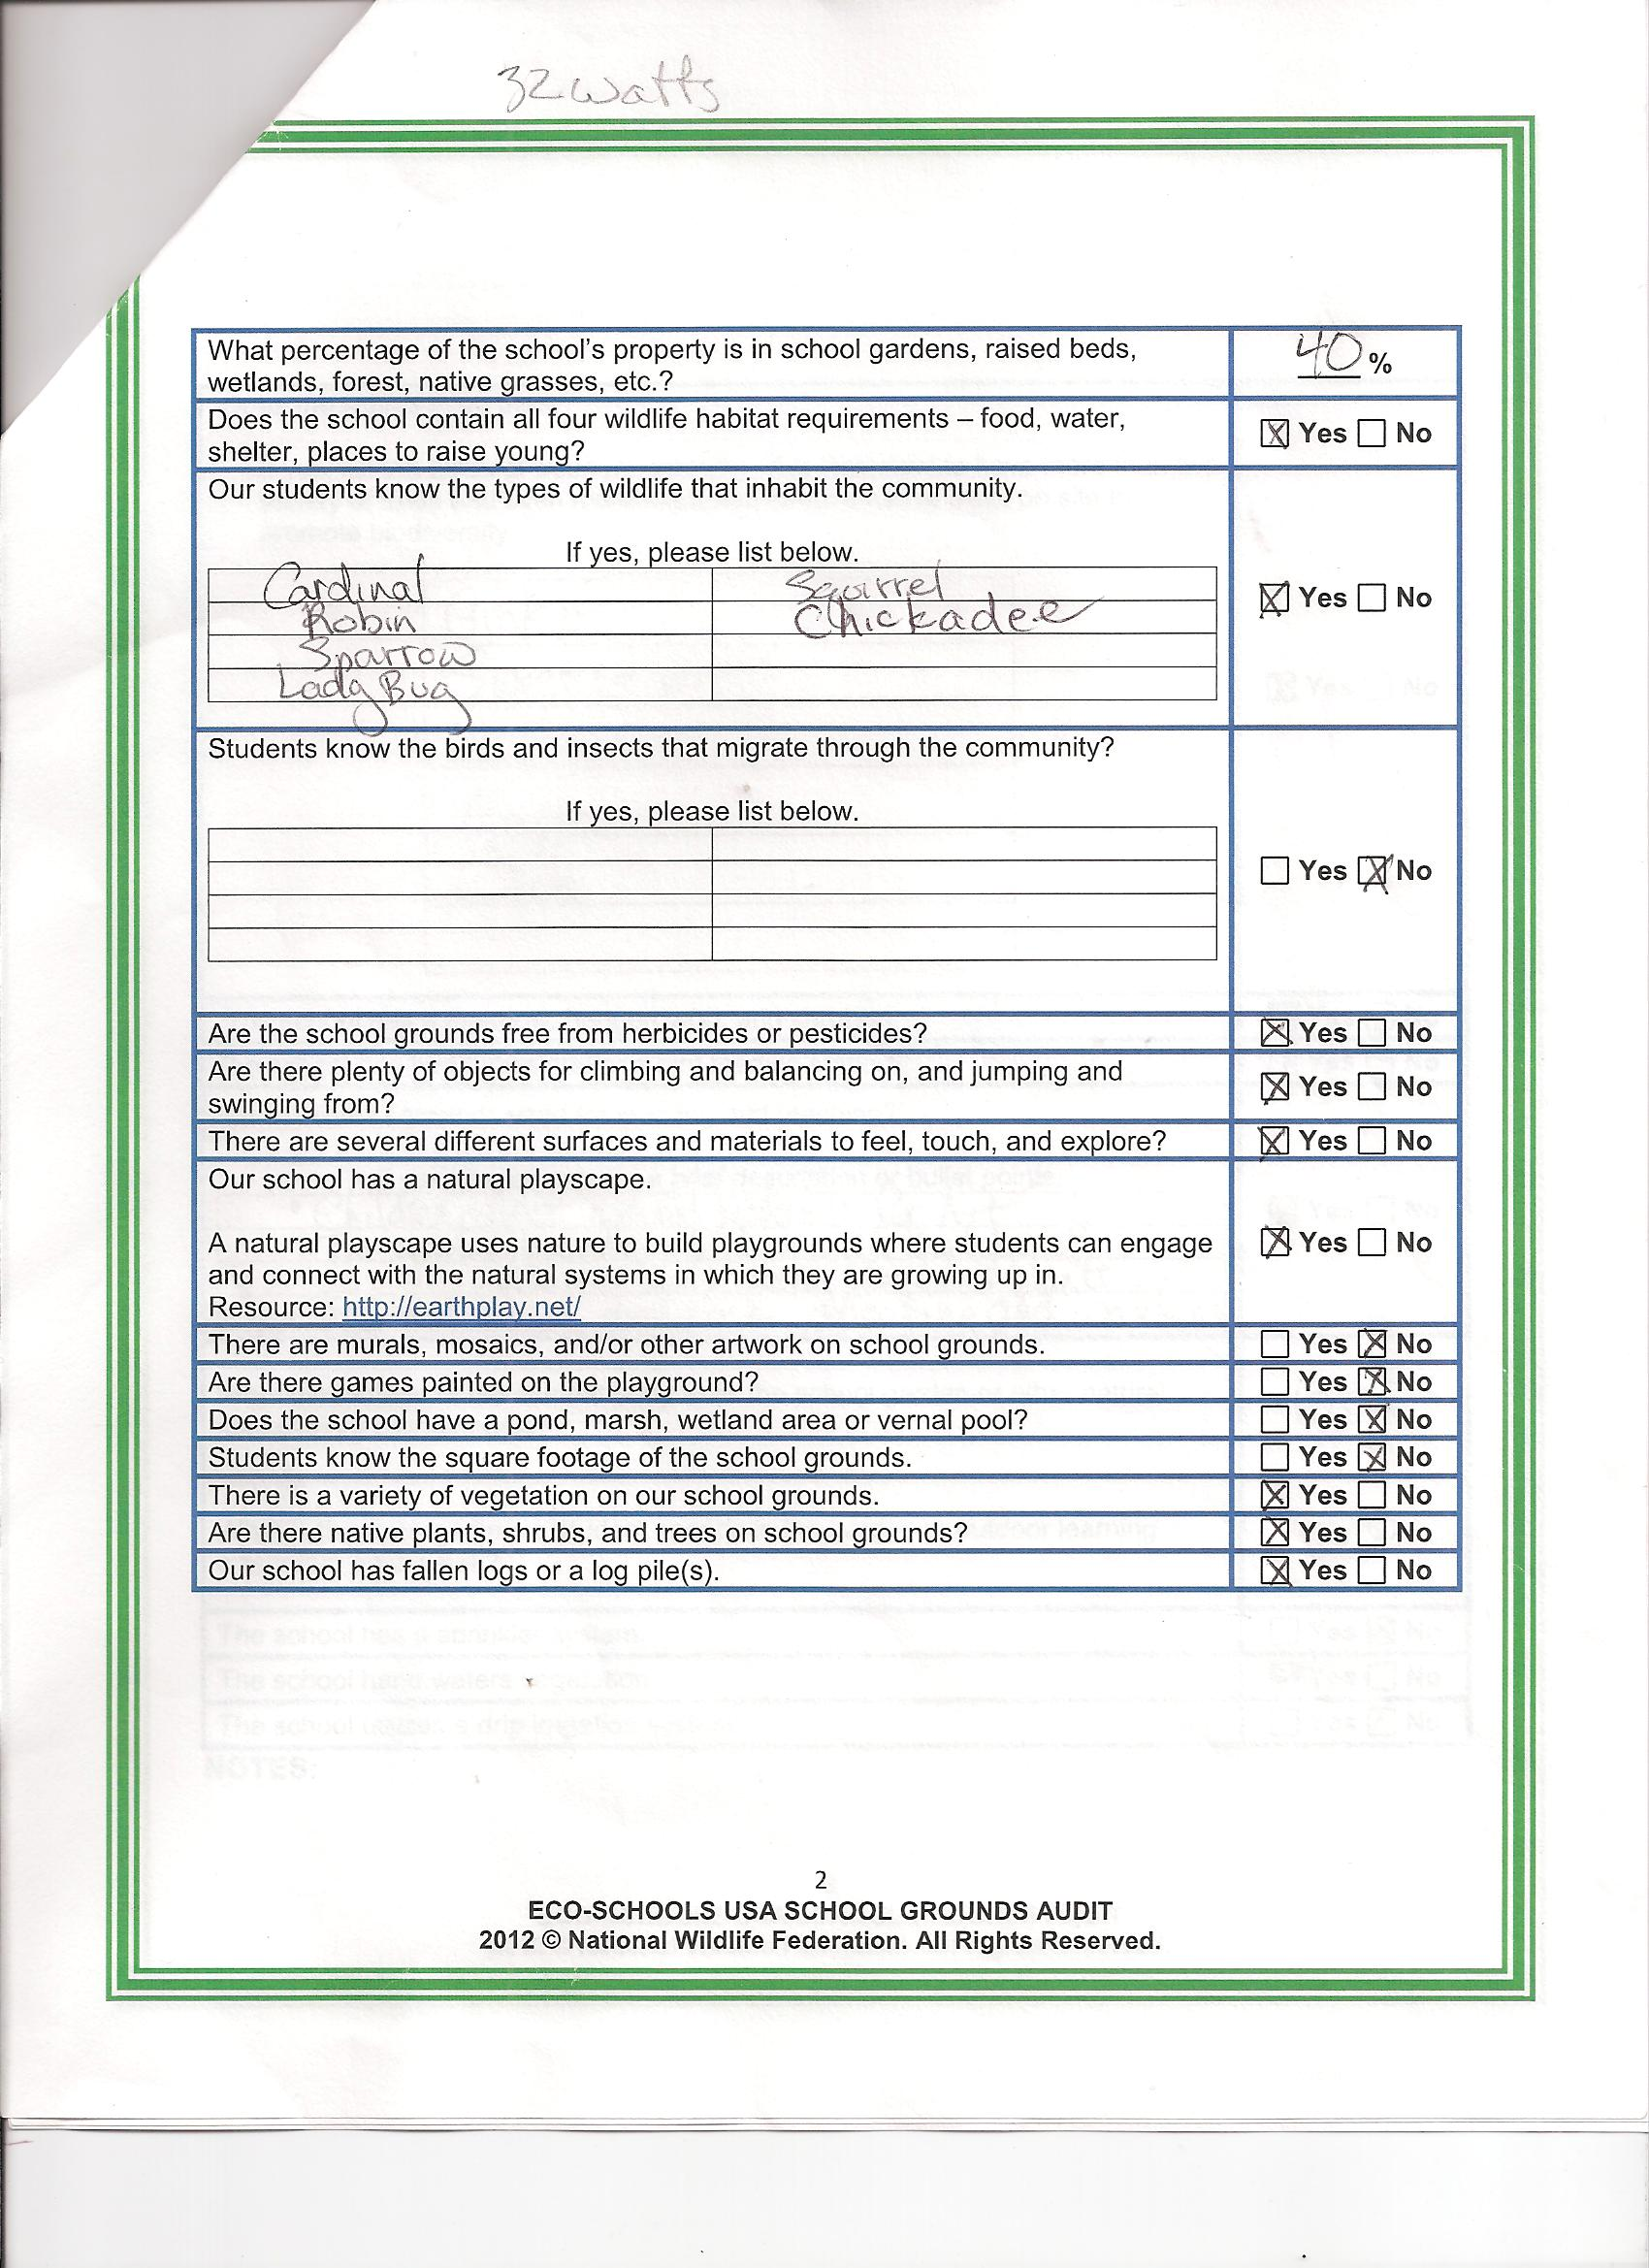 32 watts
What percentage of the school's property is in school gardens, raised beds,
wetlands, forest, native grasses, etc.?
40 %
Does the school contain all four wildlife habitat requirements – food, water,
shelter, places to raise young?
☒ Yes ☐ No
Our students know the types of wildlife that inhabit the community.
If yes, please list below.
Cardinal Squirrel
Robin Chickadee
Sparrow
Lady Bug
☒ Yes ☐ No
Students know the birds and insects that migrate through the community?
If yes, please list below.
☐ Yes ☒ No
Are the school grounds free from herbicides or pesticides? ☒ Yes ☐ No
Are there plenty of objects for climbing and balancing on, and jumping and
swinging from?
☒ Yes ☐ No
There are several different surfaces and materials to feel, touch, and explore? ☒ Yes ☐ No
Our school has a natural playscape.
A natural playscape uses nature to build playgrounds where students can engage
and connect with the natural systems in which they are growing up in.
Resource: http://earthplay.net/
☒ Yes ☐ No
There are murals, mosaics, and/or other artwork on school grounds. ☐ Yes ☒ No
Are there games painted on the playground? ☐ Yes ☒ No
Does the school have a pond, marsh, wetland area or vernal pool? ☐ Yes ☒ No
Students know the square footage of the school grounds. ☐ Yes ☒ No
There is a variety of vegetation on our school grounds. ☒ Yes ☐ No
Are there native plants, shrubs, and trees on school grounds? ☒ Yes ☐ No
Our school has fallen logs or a log pile(s). ☒ Yes ☐ No
NOTES:
2
ECO-SCHOOLS USA SCHOOL GROUNDS AUDIT
2012 © National Wildlife Federation. All Rights Reserved.